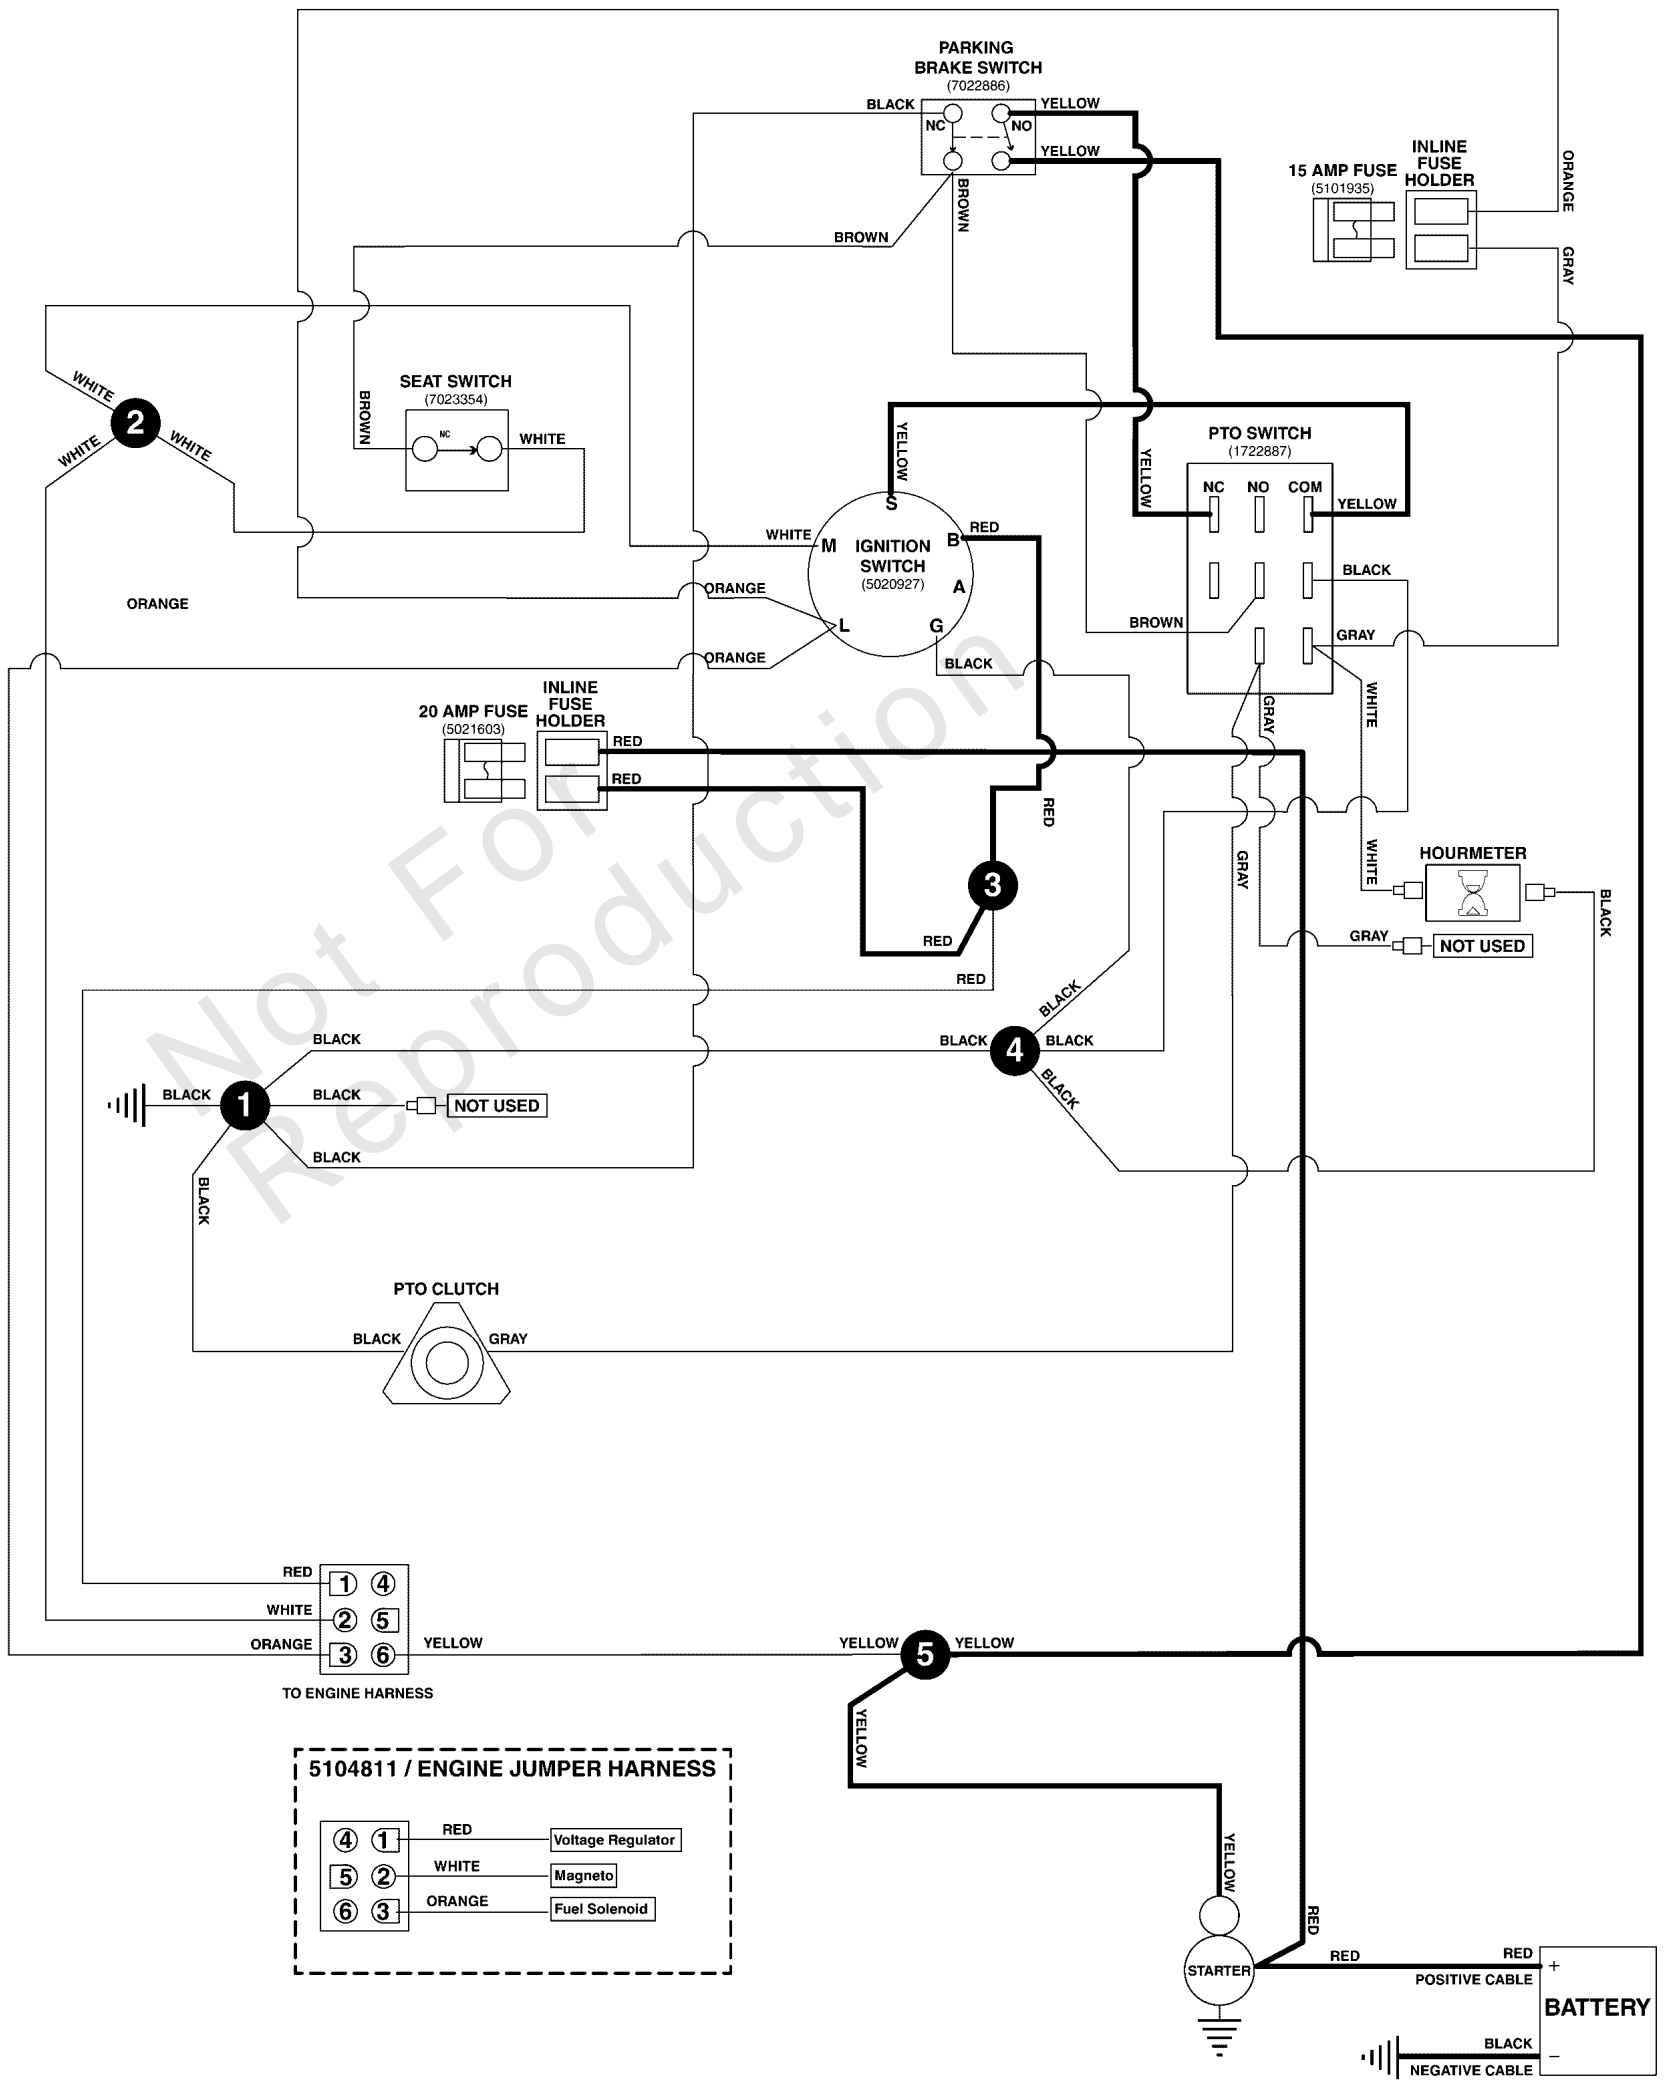 PARKING
BRAKE SWITCH
(7022886)
BLACK
YELLOW
NC
NO
YELLOW
BROWN
BROWN
15 AMP FUSE
(5101935)
INLINE
FUSE
HOLDER
ORANGE
GRAY
WHITE
2
WHITE
WHITE
SEAT SWITCH
(7023354)
BROWN
NC
WHITE
YELLOW
S
WHITE
M
IGNITION
SWITCH
(5020927)
B
RED
A
L
G
ORANGE
ORANGE
ORANGE
BLACK
YELLOW
PTO SWITCH
(1722887)
NC
NO
COM
YELLOW
BLACK
BROWN
GRAY
WHITE
GRAY
20 AMP FUSE
(5021603)
INLINE
FUSE
HOLDER
RED
RED
RED
3
RED
RED
GRAY
WHITE
HOURMETER
BLACK
GRAY
NOT USED
BLACK
BLACK
4
BLACK
BLACK
BLACK
BLACK
1
BLACK
NOT USED
BLACK
BLACK
Not For
Reproduction
PTO CLUTCH
BLACK
GRAY
RED
1
4
WHITE
2
5
ORANGE
3
6
YELLOW
TO ENGINE HARNESS
YELLOW
5
YELLOW
YELLOW
5104811 / ENGINE JUMPER HARNESS
4
1
RED
Voltage Regulator
5
2
WHITE
Magneto
6
3
ORANGE
Fuel Solenoid
YELLOW
RED
STARTER
RED
RED
POSITIVE CABLE
+
BATTERY
BLACK
−
NEGATIVE CABLE